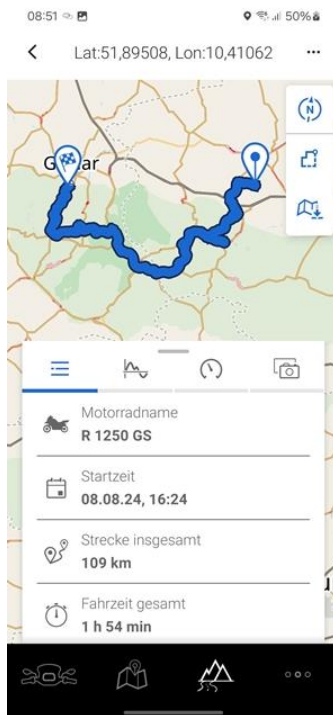 08:51
50%
Lat:51,89508, Lon:10,41062
N
Motorradname
R 1250 GS
Startzeit
08.08.24, 16:24
Strecke insgesamt
109 km
Fahrzeit gesamt
1 h 54 min